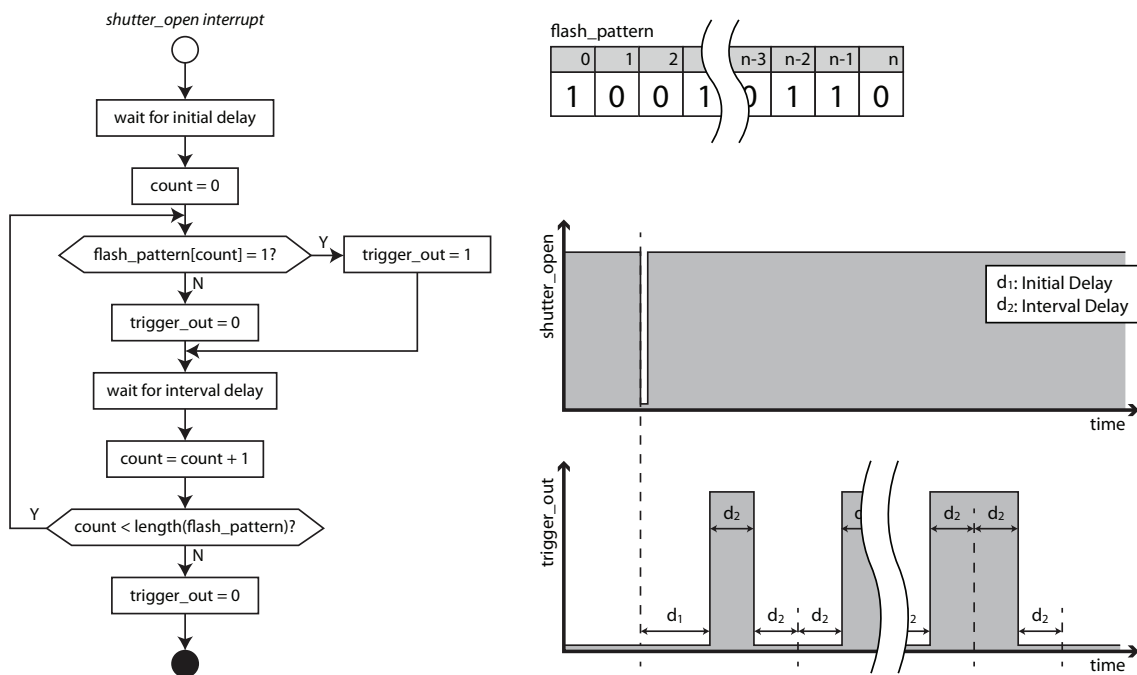 shutter_open interrupt
wait for initial delay
count = 0
flash_pattern[count] = 1?
Y
trigger_out = 1
N
trigger_out = 0
wait for interval delay
count = count + 1
Y
count < length(flash_pattern)?
N
trigger_out = 0
flash_pattern
0 1 2 n-3 n-2 n-1 n
1 0 0 1 0 1 1 0
shutter_open
d₁: Initial Delay
d₂: Interval Delay
time
trigger_out
d₂ d₂ d₂
d₁ d₂ d₂ d₂
time